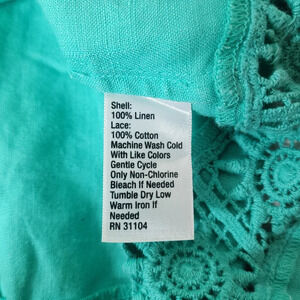 Shell:
100% Linen
Lace:
100% Cotton
Machine Wash Cold
With Like Colors
Gentle Cycle
Only Non-Chlorine
Bleach If Needed
Tumble Dry Low
Warm Iron If
Needed
RN 31104